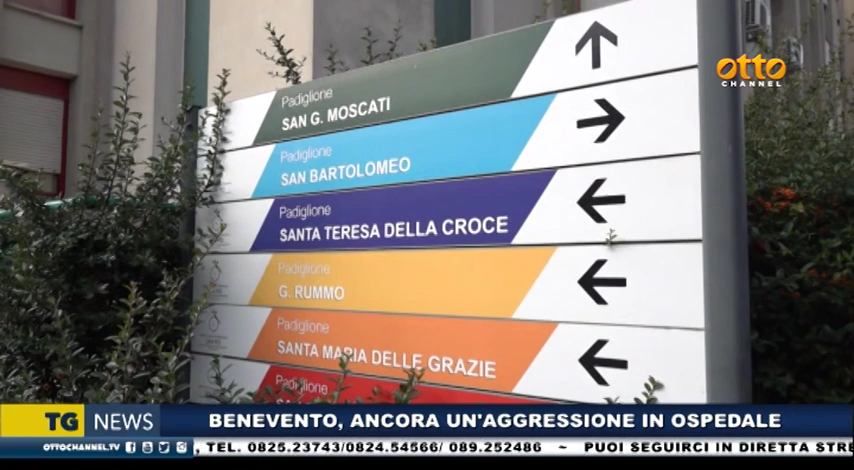 otto
CHANNEL
Padiglione
SAN G. MOSCATI
Padiglione
SAN BARTOLOMEO
Padiglione
SANTA TERESA DELLA CROCE
Padiglione
G. RUMMO
Padiglione
SANTA MARIA DELLE GRAZIE
Padiglione
TG NEWS
BENEVENTO, ANCORA UN'AGGRESSIONE IN OSPEDALE
OTTOCHANNEL.TV , TEL. 0825.23743/0824.54566/ 089.252486 ~ PUOI SEGUIRCI IN DIRETTA STRE